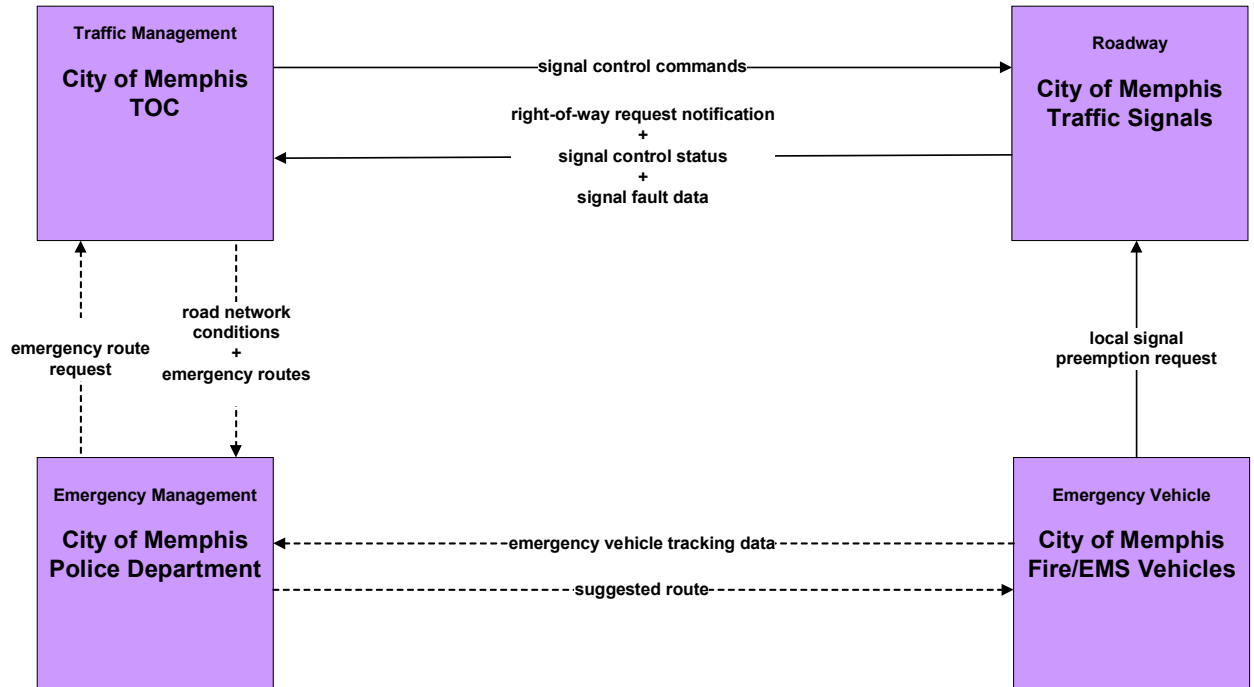 Traffic Management
City of Memphis
TOC
signal control commands
right-of-way request notification
+
signal control status
+
signal fault data
Roadway
City of Memphis
Traffic Signals
emergency route
request
road network
conditions
+
emergency routes
local signal
preemption request
Emergency Management
City of Memphis
Police Department
emergency vehicle tracking data
suggested route
Emergency Vehicle
City of Memphis
Fire/EMS Vehicles